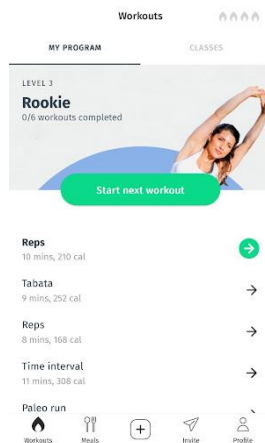 Workouts
MY PROGRAM
CLASSES
LEVEL 3
Rookie
0/6 workouts completed
Start next workout
Reps
10 mins, 210 cal
Tabata
9 mins, 252 cal
Reps
8 mins, 168 cal
Time interval
11 mins, 308 cal
Paleo run
Workouts
Meals
Invite
Profile